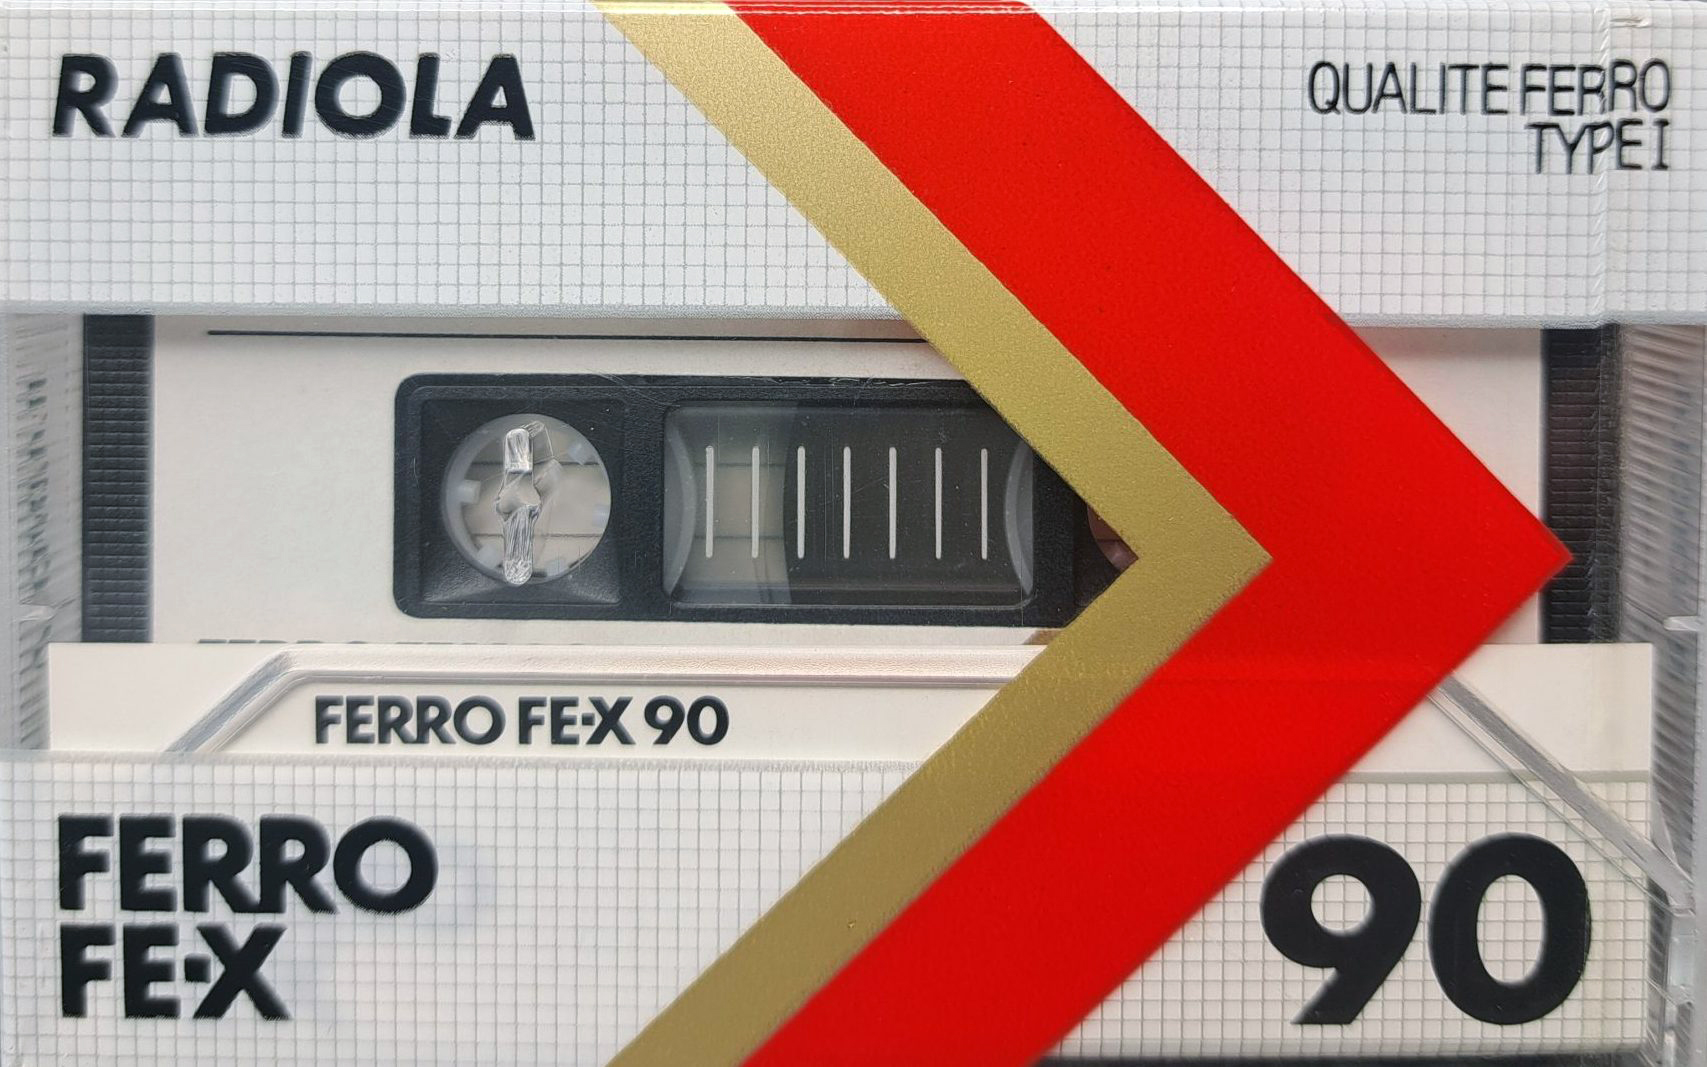 RADIOLA
QUALITE FERRO
TYPE I
FERRO FE-X 90
FERRO
FE-X
90